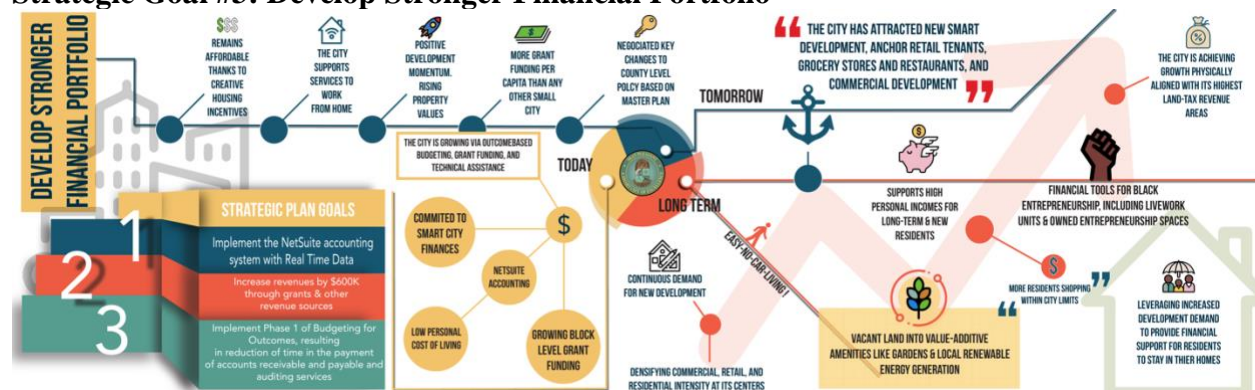 Strategic Goal #3: Develop Stronger Financial Portfolio
DEVELOP STRONGER
FINANCIAL PORTFOLIO
$$$
REMAINS
AFFORDABLE
THANKS TO
CREATIVE
HOUSING
INCENTIVES
THE CITY
SUPPORTS
SERVICES TO
WORK
FROM HOME
POSITIVE
DEVELOPMENT
MOMENTUM.
RISING
PROPERTY
VALUES
MORE GRANT
FUNDING PER
CAPITA THAN ANY
OTHER SMALL
CITY
NEGOCIATED KEY
CHANGES TO
COUNTY LEVEL
POLCY BASED ON
MASTER PLAN
TOMORROW
“ THE CITY HAS ATTRACTED NEW SMART
DEVELOPMENT, ANCHOR RETAIL TENANTS,
GROCERY STORES AND RESTAURANTS, AND
COMMERCIAL DEVELOPMENT ”
$
THE CITY IS ACHIEVING
GROWTH PHYSICALLY
ALIGNED WITH ITS HIGHEST
LAND-TAX REVENUE
AREAS
THE CITY IS GROWING VIA OUTCOMEBASED
BUDGETING, GRANT FUNDING, AND
TECHNICAL ASSISTANCE
TODAY
COMMITED TO
SMART CITY
FINANCES
$
NETSUITE
ACCOUNTING
LOW PERSONAL
COST OF LIVING
GROWING BLOCK
LEVEL GRANT
FUNDING
1
2
3
STRATEGIC PLAN GOALS
Implement the NetSuite accounting
system with Real Time Data
Increase revenues by $600K
through grants & other
revenue sources
Implement Phase 1 of Budgeting for
Outcomes, resulting
in reduction of time in the payment
of accounts receivable and payable and
auditing services
LONG TERM
EASY-NO-CAR-LIVING !
CONTINUOUS DEMAND
FOR NEW DEVELOPMENT
DENSIFYING COMMERCIAL, RETAIL, AND
RESIDENTIAL INTENSITY AT ITS CENTERS
$
SUPPORTS HIGH
PERSONAL INCOMES FOR
LONG-TERM & NEW
RESIDENTS
FINANCIAL TOOLS FOR BLACK
ENTREPRENEURSHIP, INCLUDING LIVEWORK
UNITS & OWNED ENTREPRENEURSHIP SPACES
VACANT LAND INTO VALUE-ADDITIVE
AMENITIES LIKE GARDENS & LOCAL RENEWABLE
ENERGY GENERATION
$
“ MORE RESIDENTS SHOPPING
WITHIN CITY LIMITS ”
LEVERAGING INCREASED
DEVELOPMENT DEMAND
TO PROVIDE FINANCIAL
SUPPORT FOR RESIDENTS
TO STAY IN THIER HOMES